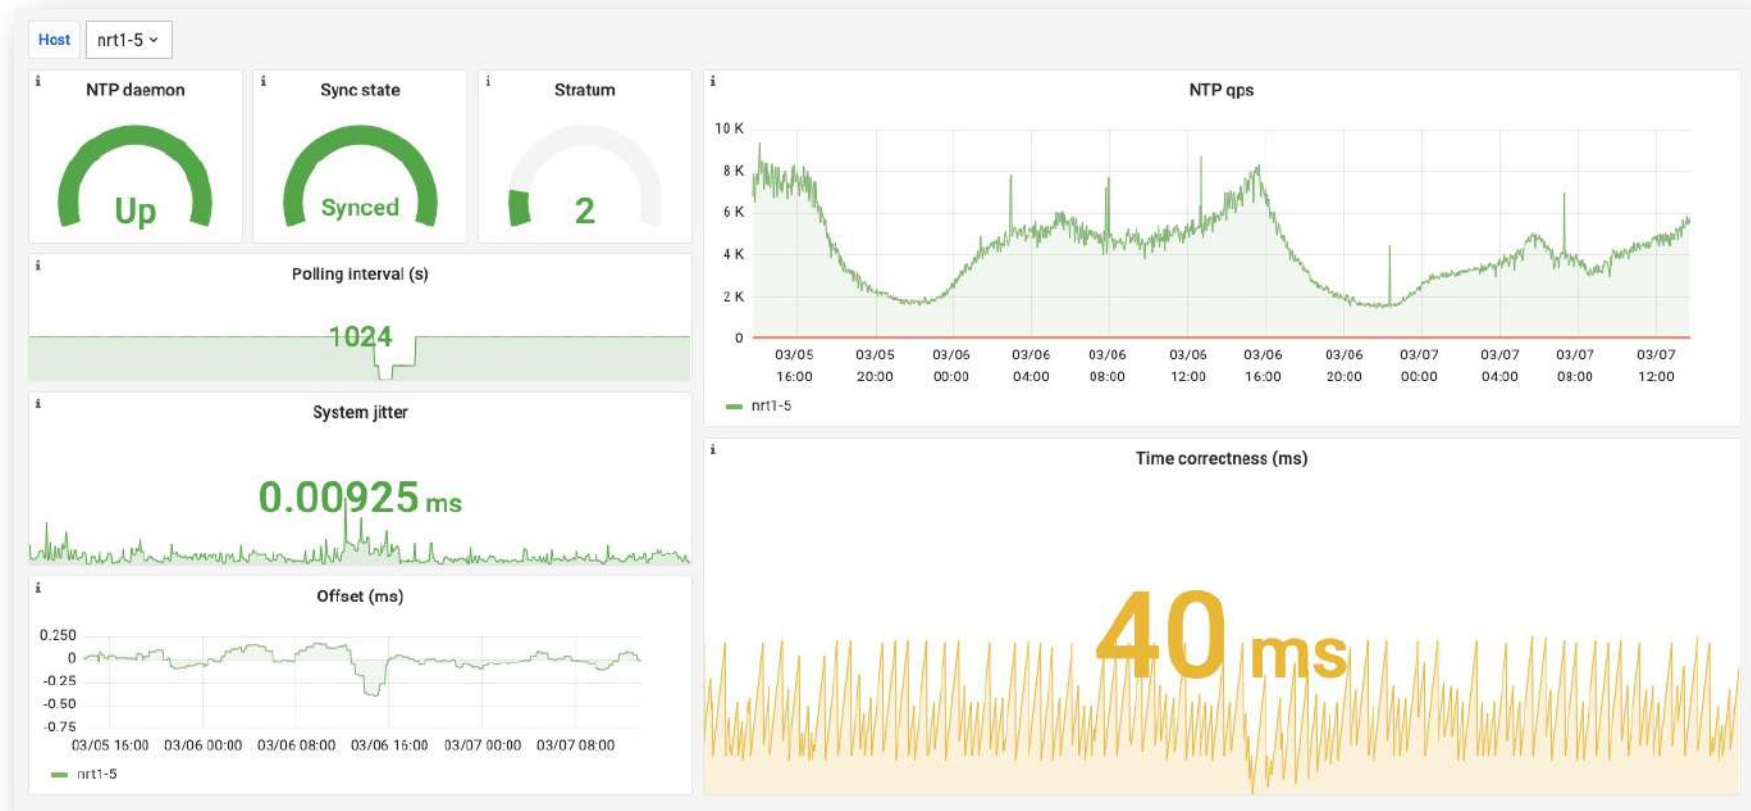 Host nrt1-5
i NTP daemon
Up
i Sync state
Synced
i Stratum
2
i Polling interval (s)
1024
i System jitter
0.00925 ms
i Offset (ms)
0.250
0
-0.25
-0.50
-0.75
03/05 16:00 03/06 00:00 03/06 08:00 03/06 16:00 03/07 00:00 03/07 08:00
nrt1-5
i NTP qps
10 K
8 K
6 K
4 K
2 K
0
03/05 03/05 03/06 03/06 03/06 03/06 03/06 03/06 03/07 03/07 03/07 03/07
16:00 20:00 00:00 04:00 08:00 12:00 16:00 20:00 00:00 04:00 08:00 12:00
nrt1-5
i Time correctness (ms)
40 ms